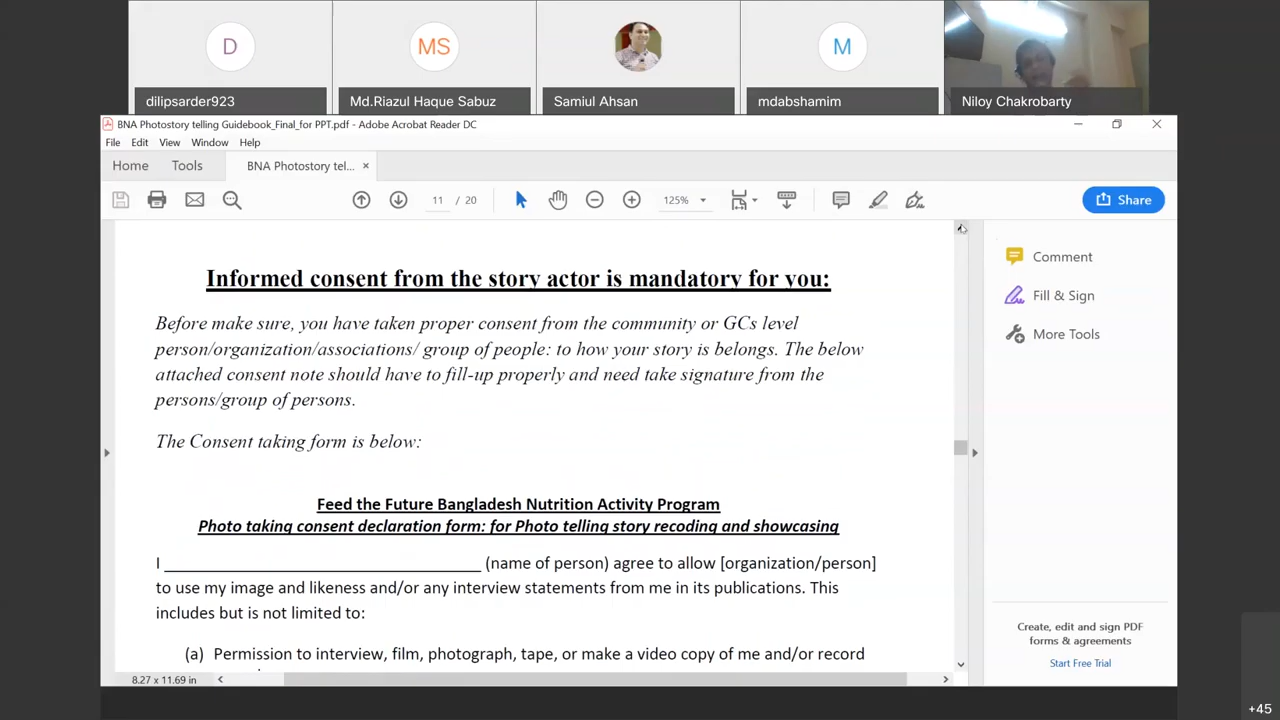 D
MS
M
dilipsarder923
Md.Riazul Haque Sabuz
Samiul Ahsan
mdabshamim
Niloy Chakrobarty
BNA Photostory telling Guidebook_Final_for PPT.pdf - Adobe Acrobat Reader DC
File Edit View Window Help
Home Tools BNA Photostory tel... ×
11 / 20 125% Share
Informed consent from the story actor is mandatory for you:
Before make sure, you have taken proper consent from the community or GCs level
person/organization/associations/ group of people: to how your story is belongs. The below
attached consent note should have to fill-up properly and need take signature from the
persons/group of persons.
The Consent taking form is below:
Feed the Future Bangladesh Nutrition Activity Program
Photo taking consent declaration form: for Photo telling story recoding and showcasing
I ___________________________________ (name of person) agree to allow [organization/person]
to use my image and likeness and/or any interview statements from me in its publications. This
includes but is not limited to:
(a) Permission to interview, film, photograph, tape, or make a video copy of me and/or record
8.27 x 11.69 in
Comment
Fill & Sign
More Tools
Create, edit and sign PDF
forms & agreements
Start Free Trial
+45